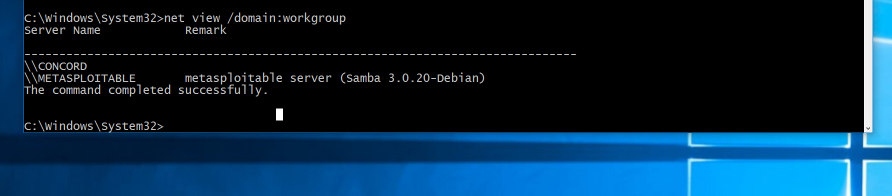 C:\Windows\System32>net view /domain:workgroup
Server Name            Remark
-------------------------------------------------------------------------------
\\CONCORD
\\METASPLOITABLE       metasploitable server (Samba 3.0.20-Debian)
The command completed successfully.
C:\Windows\System32>